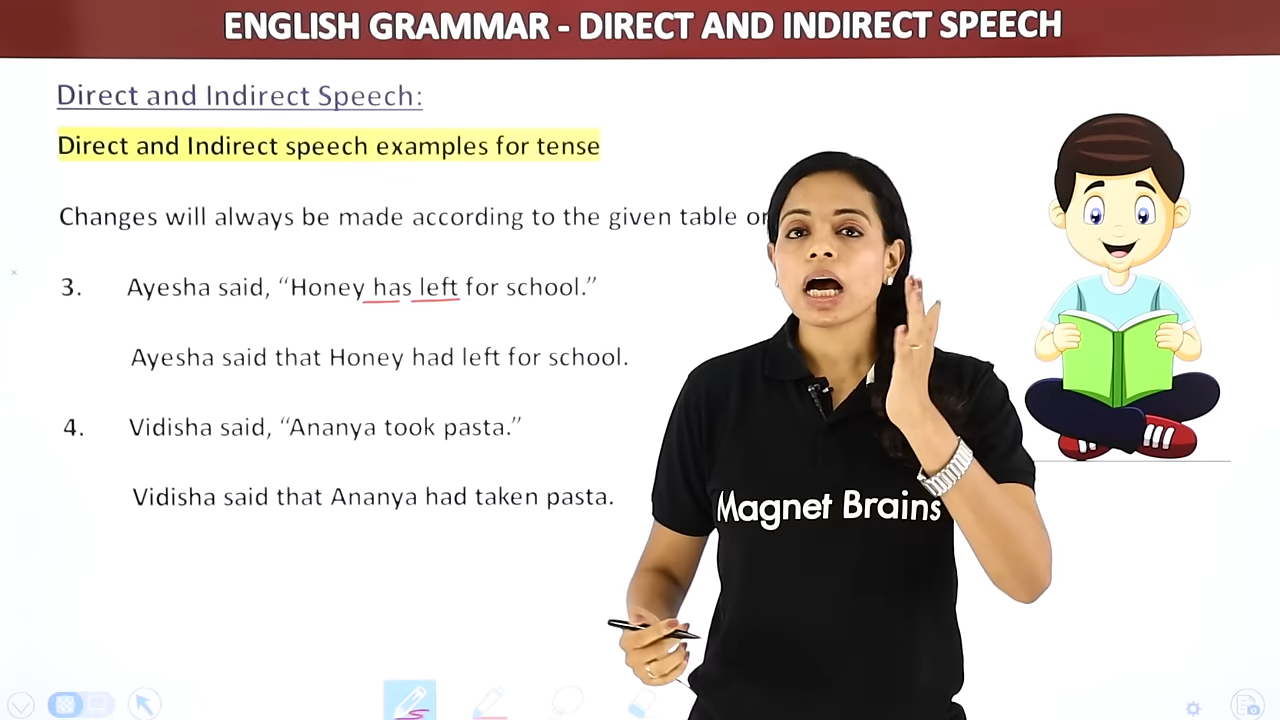 ENGLISH GRAMMAR - DIRECT AND INDIRECT SPEECH
Direct and Indirect Speech:
Direct and Indirect speech examples for tense
Changes will always be made according to the given table or
3. Ayesha said, “Honey has left for school.”
Ayesha said that Honey had left for school.
4. Vidisha said, “Ananya took pasta.”
Vidisha said that Ananya had taken pasta.
Magnet Brains